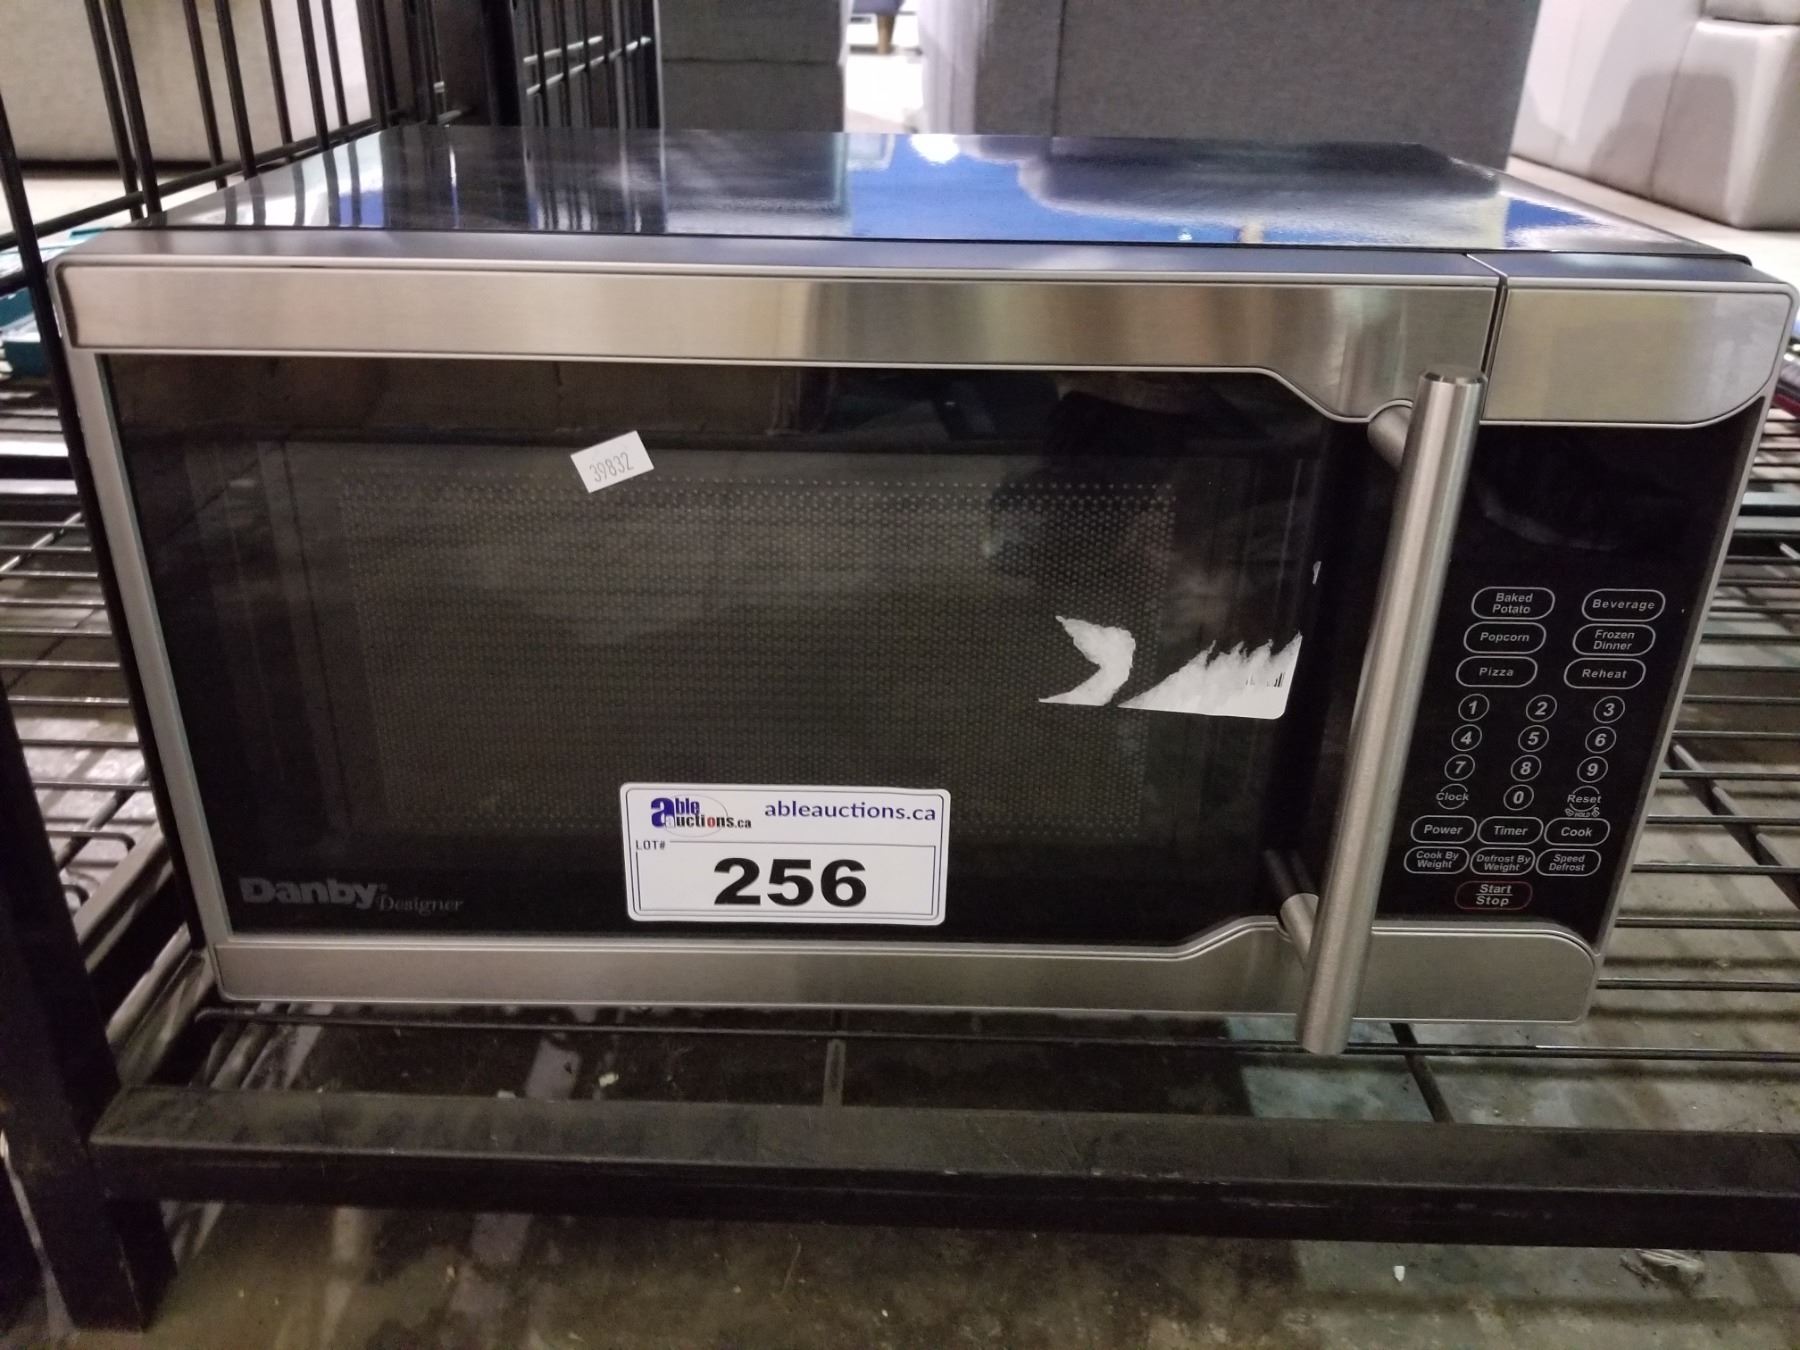 39832
able auctions.ca
ableauctions.ca
LOT#
256
Danby Designer
Baked Potato
Beverage
Popcorn
Frozen Dinner
Pizza
Reheat
1 2 3
4 5 6
7 8 9
Clock 0 Reset
HOLD
Power Timer Cook
Cook By Weight
Defrost By Weight
Speed Defrost
Start
Stop